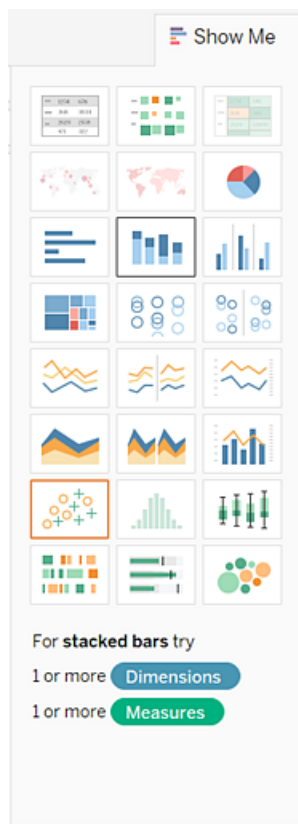 Show Me
For stacked bars try
1 or more Dimensions
1 or more Measures